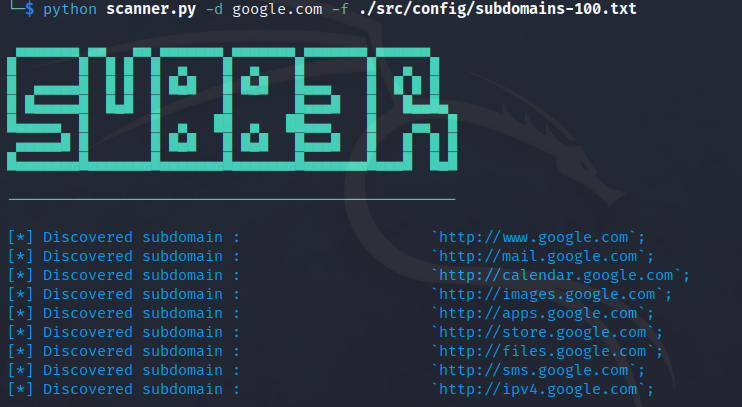 └─$ python scanner.py -d google.com -f ./src/config/subdomains-100.txt
SUBBER
[*] Discovered subdomain : `http://www.google.com`;
[*] Discovered subdomain : `http://mail.google.com`;
[*] Discovered subdomain : `http://calendar.google.com`;
[*] Discovered subdomain : `http://images.google.com`;
[*] Discovered subdomain : `http://apps.google.com`;
[*] Discovered subdomain : `http://store.google.com`;
[*] Discovered subdomain : `http://files.google.com`;
[*] Discovered subdomain : `http://sms.google.com`;
[*] Discovered subdomain : `http://ipv4.google.com`;